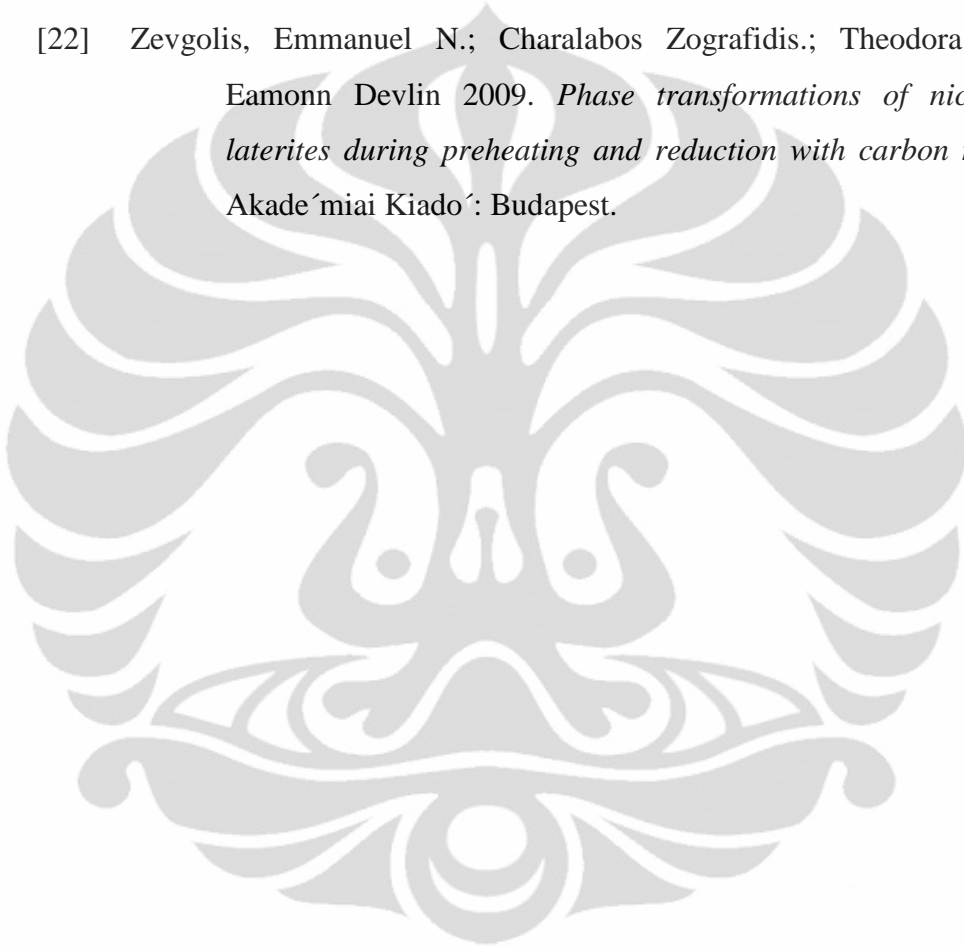 [22] Zevgolis, Emmanuel N.; Charalabos Zografidis.; Theodora
Eamonn Devlin 2009. Phase transformations of nic
laterites during preheating and reduction with carbon
Akade´miai Kiado´: Budapest.